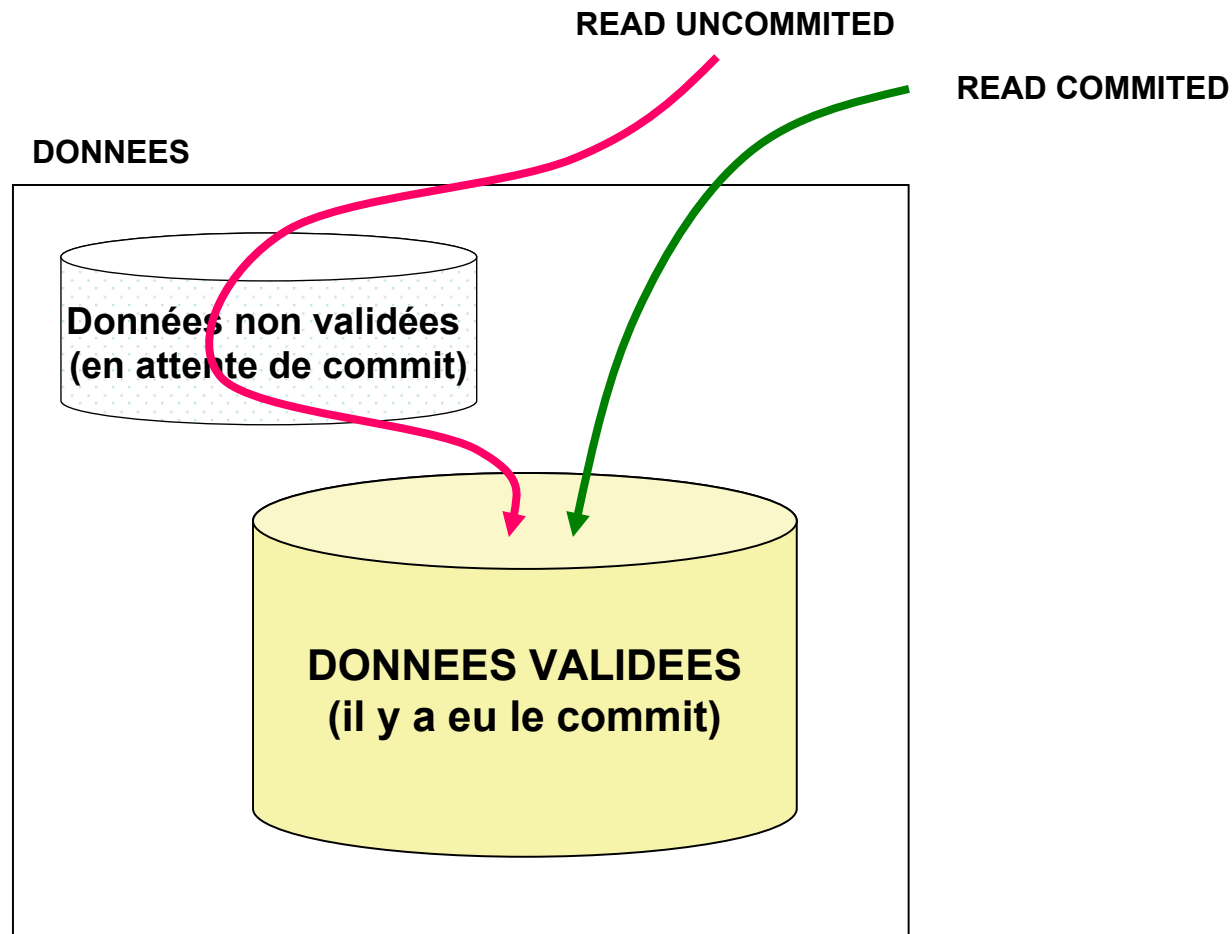 READ UNCOMMITED
READ COMMITED
DONNEES
Données non validées
(en attente de commit)
DONNEES VALIDEES
(il y a eu le commit)